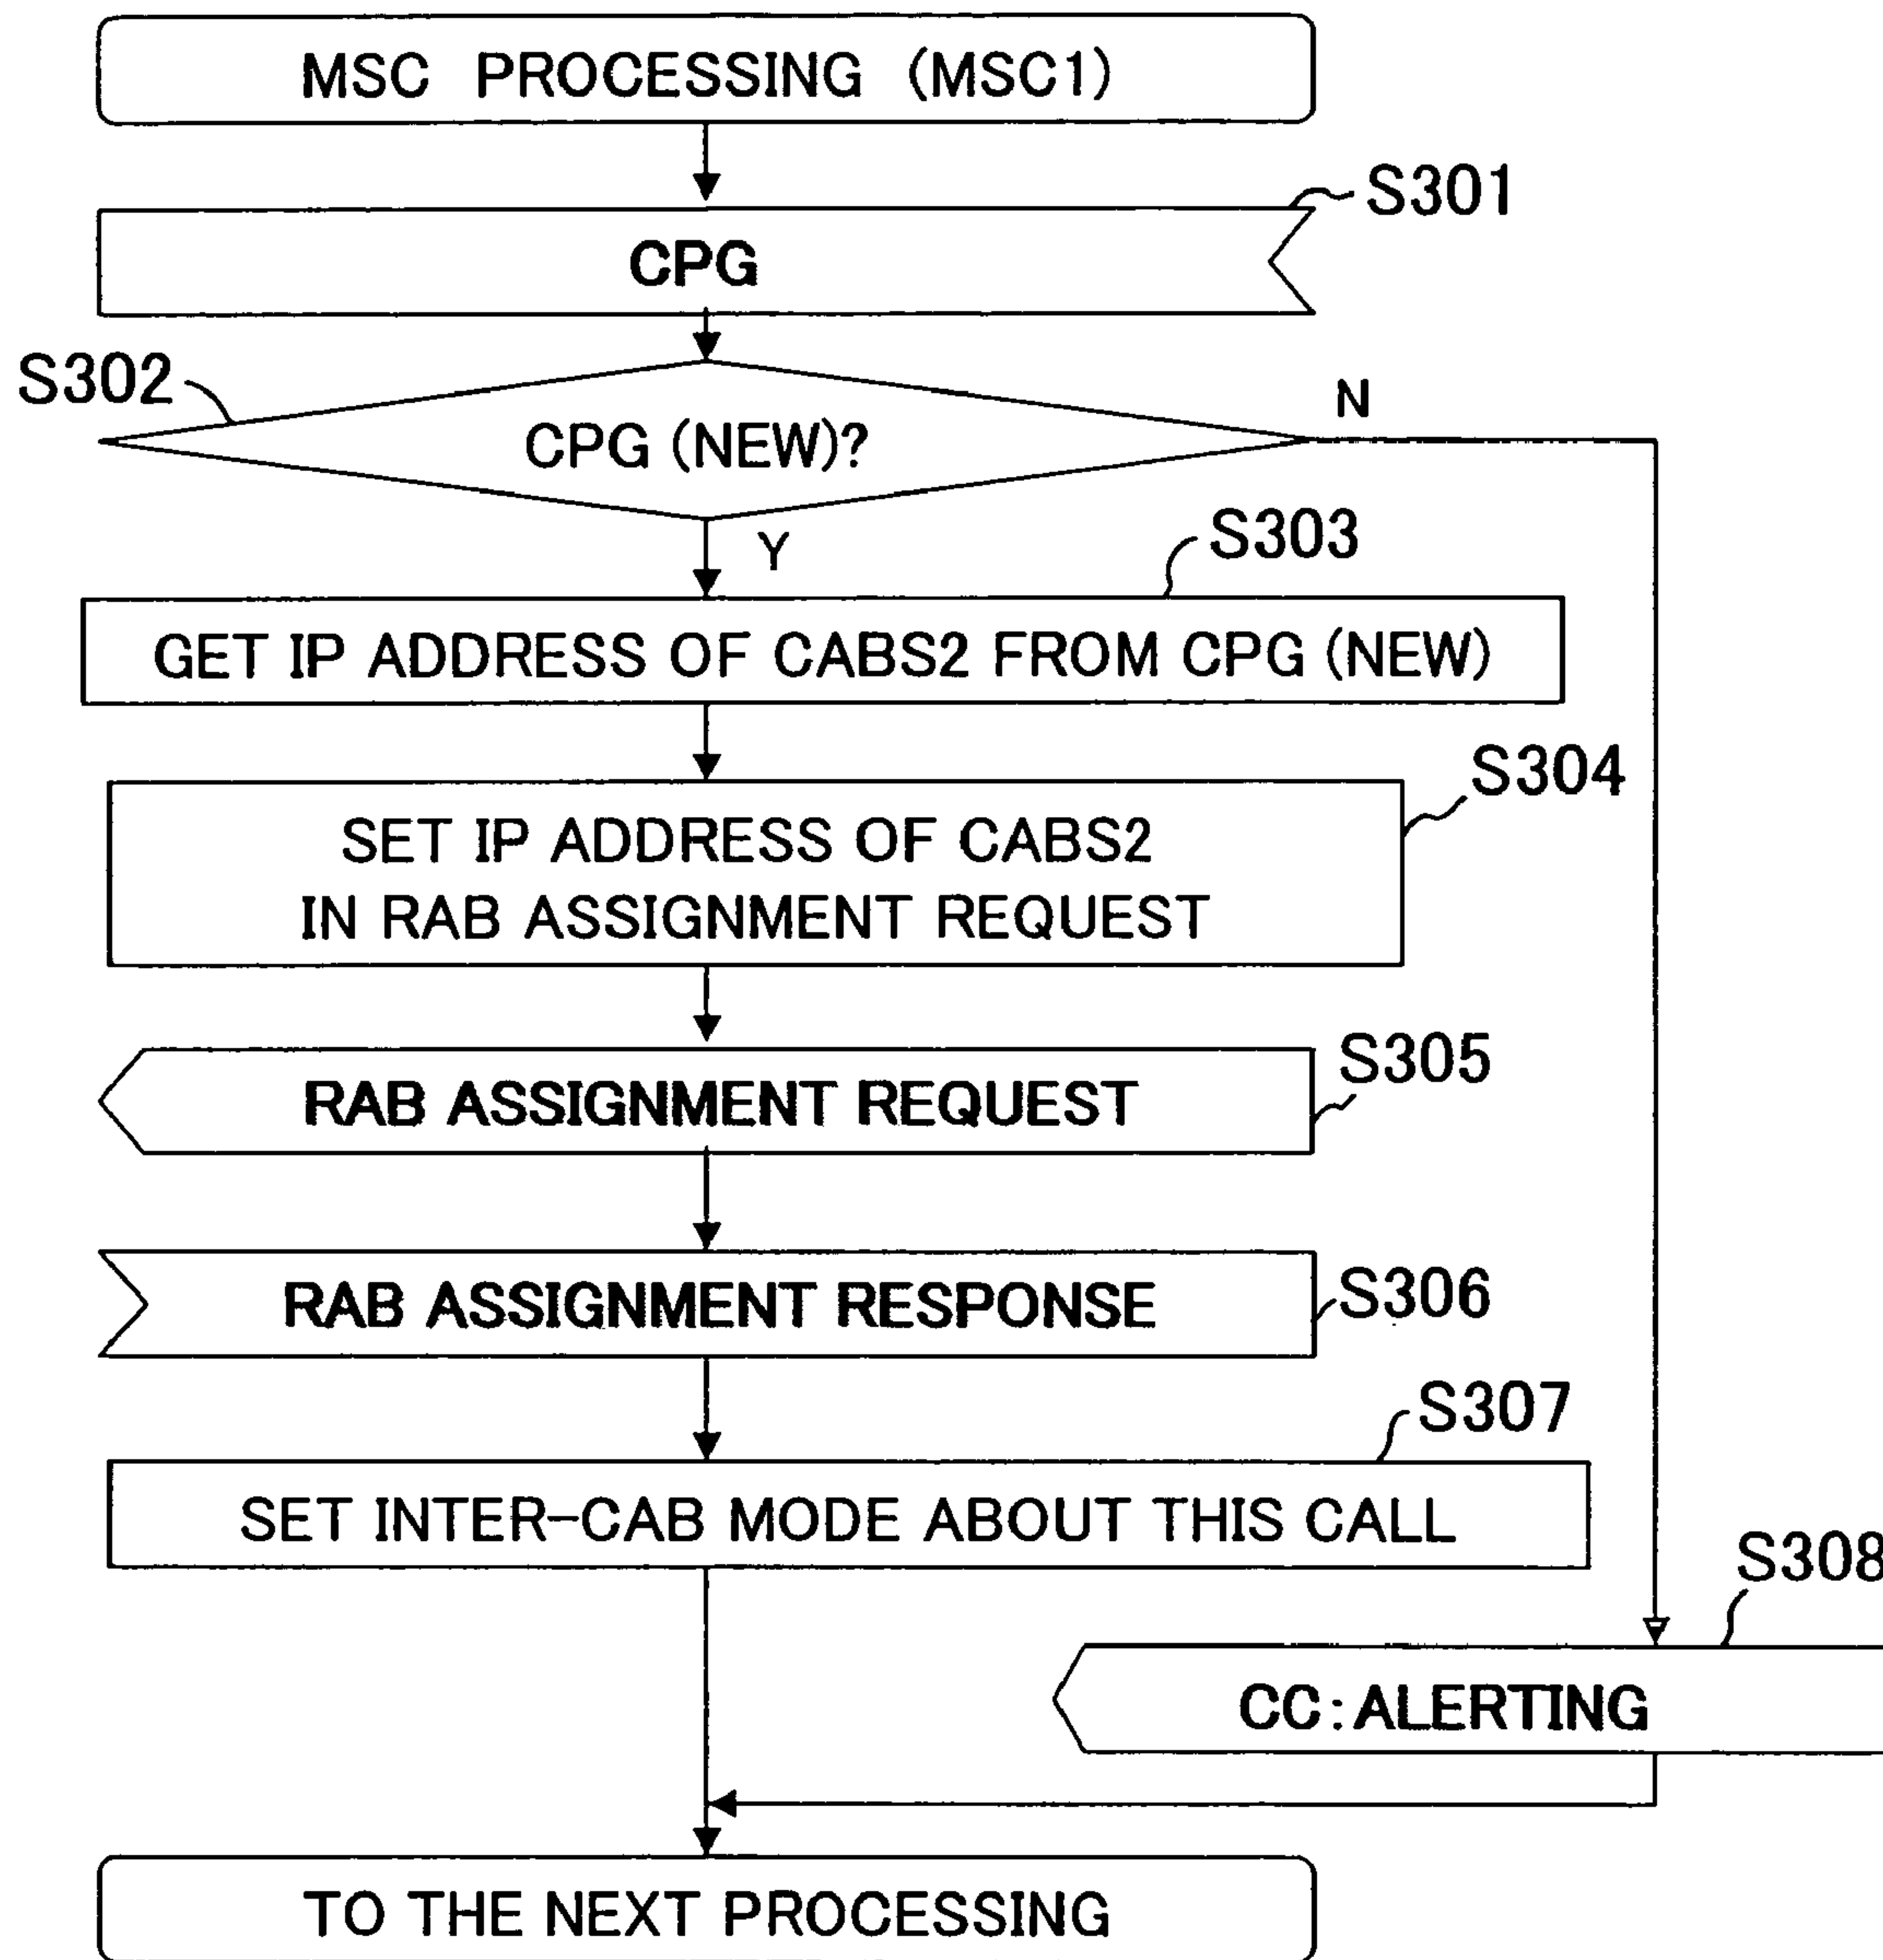 MSC PROCESSING (MSC1)
S301
CPG
S302
N
CPG (NEW)?
Y
S303
GET IP ADDRESS OF CABS2 FROM CPG (NEW)
S304
SET IP ADDRESS OF CABS2
IN RAB ASSIGNMENT REQUEST
S305
RAB ASSIGNMENT REQUEST
S306
RAB ASSIGNMENT RESPONSE
S307
SET INTER-CAB MODE ABOUT THIS CALL
S308
CC:ALERTING
TO THE NEXT PROCESSING